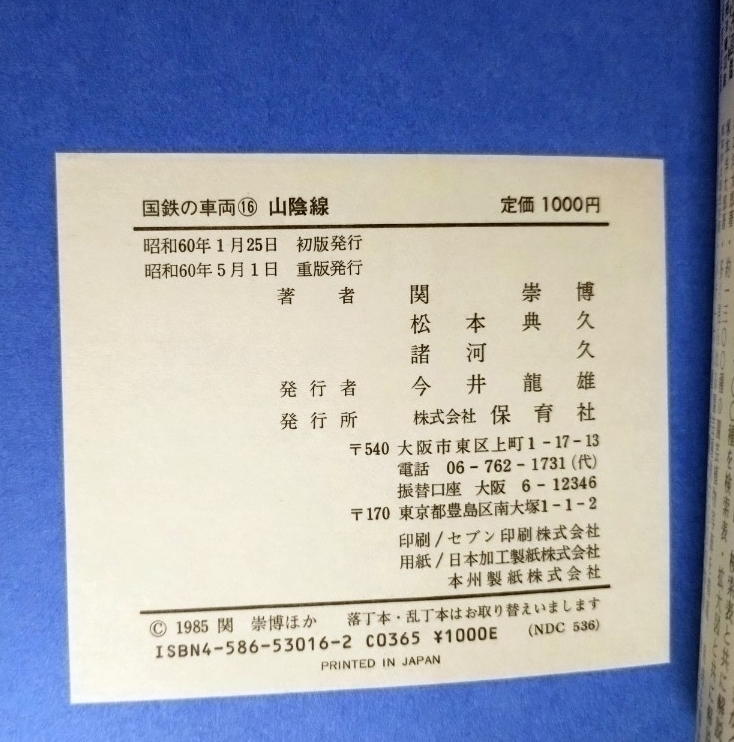 国鉄の車両⑯ 山陰線 定価 1000円
昭和60年1月25日 初版発行
昭和60年5月1日 重版発行
著者 関崇博
松本典久
諸河久
発行者 今井龍雄
発行所 株式会社 保育社
〒540 大阪市東区上町1-17-13
電話 06-762-1731(代)
振替口座 大阪 6-12346
〒170 東京都豊島区南大塚1-1-2
印刷/セブン印刷株式会社
用紙/日本加工製紙株式会社
本州製紙株式会社
© 1985 関 崇博ほか 落丁本・乱丁本はお取り替えいたします
ISBN4-586-53016-2 C0365 ¥1000E (NDC 536)
PRINTED IN JAPAN